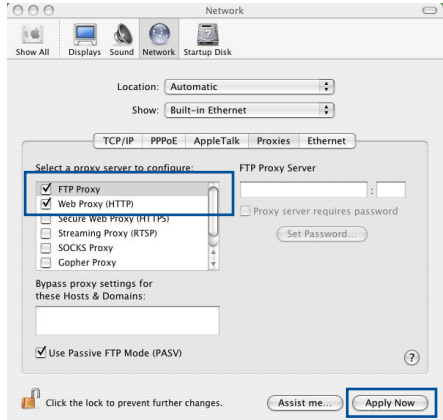 Network
Show All Displays Sound Network Startup Disk
Location: Automatic
Show: Built-in Ethernet
TCP/IP PPPoE AppleTalk Proxies Ethernet
Select a proxy server to configure: FTP Proxy Server
FTP Proxy :
Web Proxy (HTTP) Proxy server requires password
Secure Web Proxy (HTTPS)
Streaming Proxy (RTSP) Set Password...
SOCKS Proxy
Gopher Proxy
Bypass proxy settings for
these Hosts & Domains:
Use Passive FTP Mode (PASV) ?
Click the lock to prevent further changes. Assist me... Apply Now